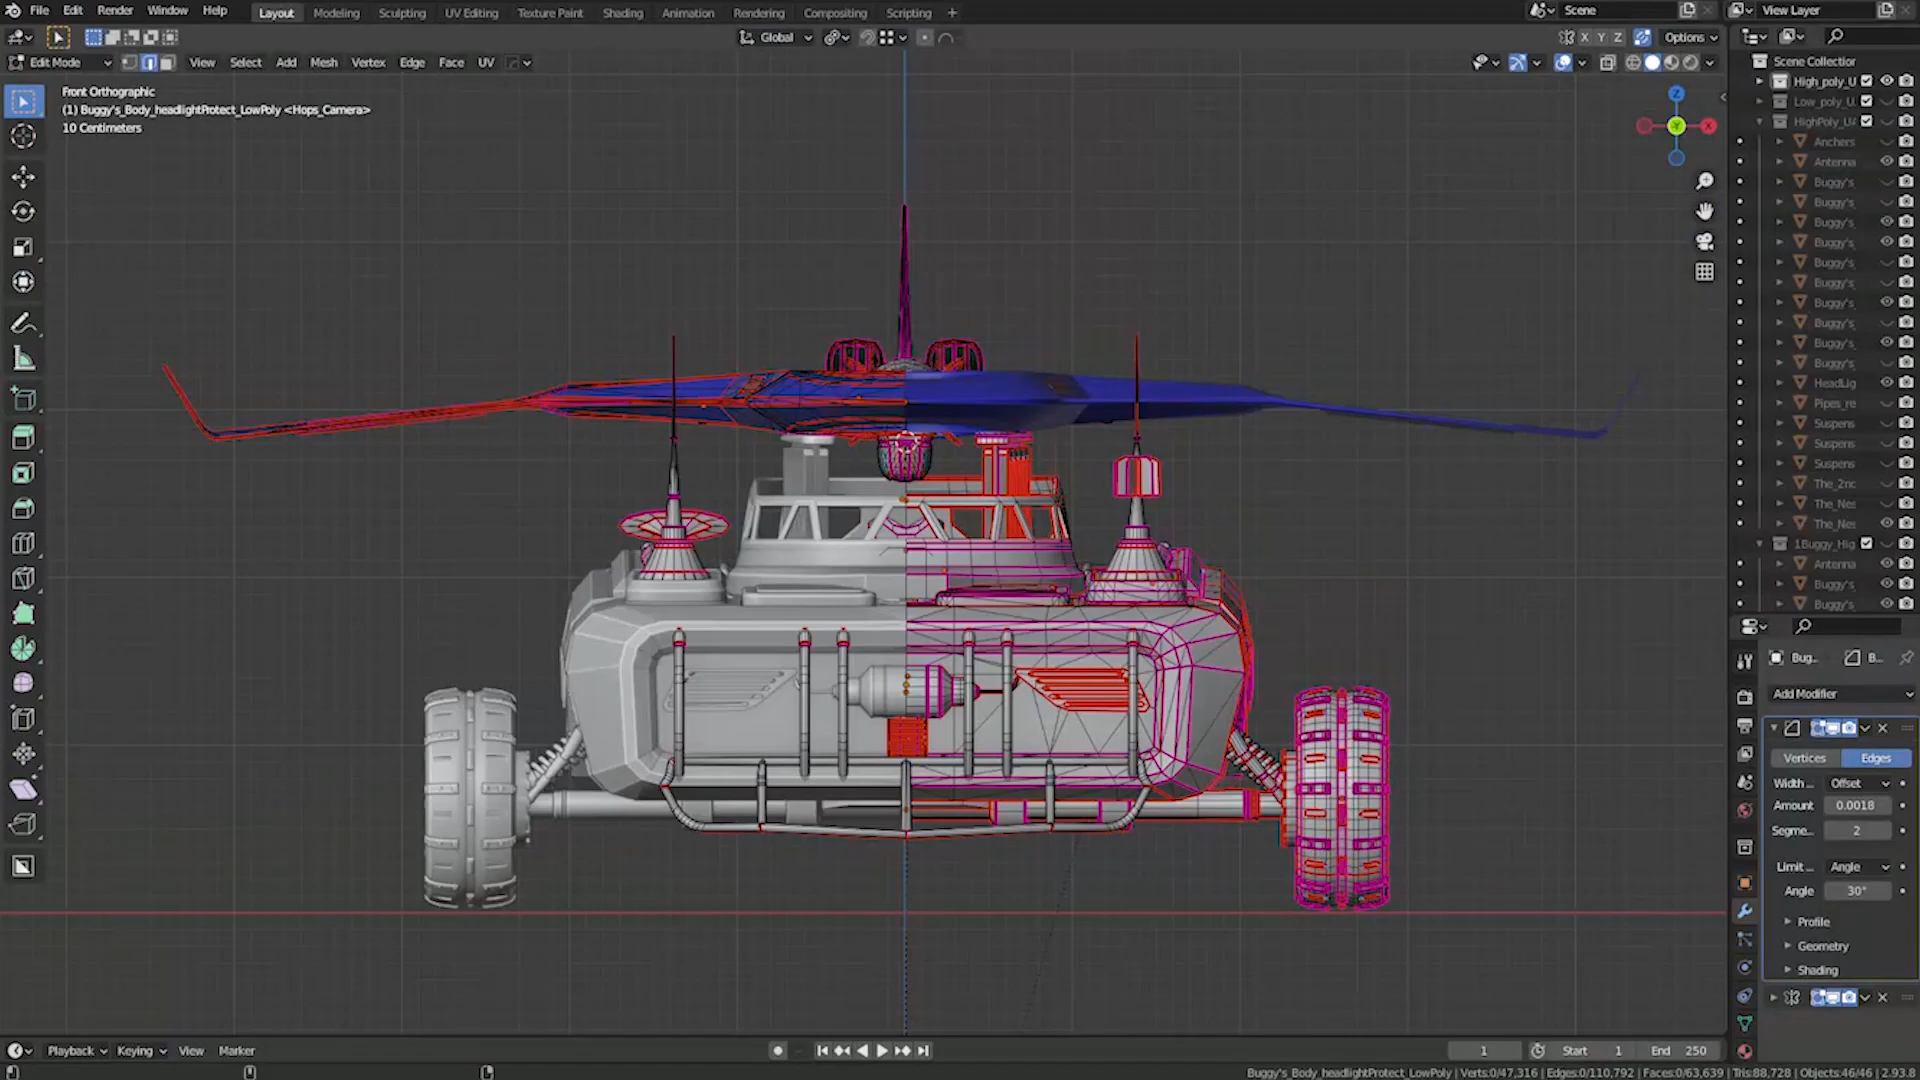 File Edit Render Window Help Layout Modeling Sculpting UV Editing Texture Paint Shading Animation Rendering Compositing Scripting + Scene View Layer
Global X Y Z Options
Edit Mode View Select Add Mesh Vertex Edge Face UV
Front Orthographic
(1) Buggy's_Body_headlightProtect_LowPoly <Hops_Camera>
10 Centimeters
Z
X
Y
Scene Collection
High_poly_U
Low_poly_U
HighPoly_U
Anchers
Antenna
Buggy's
Buggy's
Buggy's
Buggy's
Buggy's
Buggy's
Buggy's
Buggy's
Buggy's
Buggy's
HeadLig
Pipes_re
Suspens
Suspens
Suspens
The_2nc
The_Nes
The_Nes
1Buggy_Hig
Antenna
Buggy's
Buggy's
Bug... B...
Add Modifier
Vertices Edges
Width ... Offset
Amount 0.0018
Segme... 2
Limit ... Angle
Angle 30°
Profile
Geometry
Shading
Playback Keying View Marker 1 Start 1 End 250
Buggy's_Body_headlightProtect_LowPoly | Verts:0/47,316 | Edges:0/110,792 | Faces:0/63,639 | Tris:88,728 | Objects:46/46 | 2.93.8